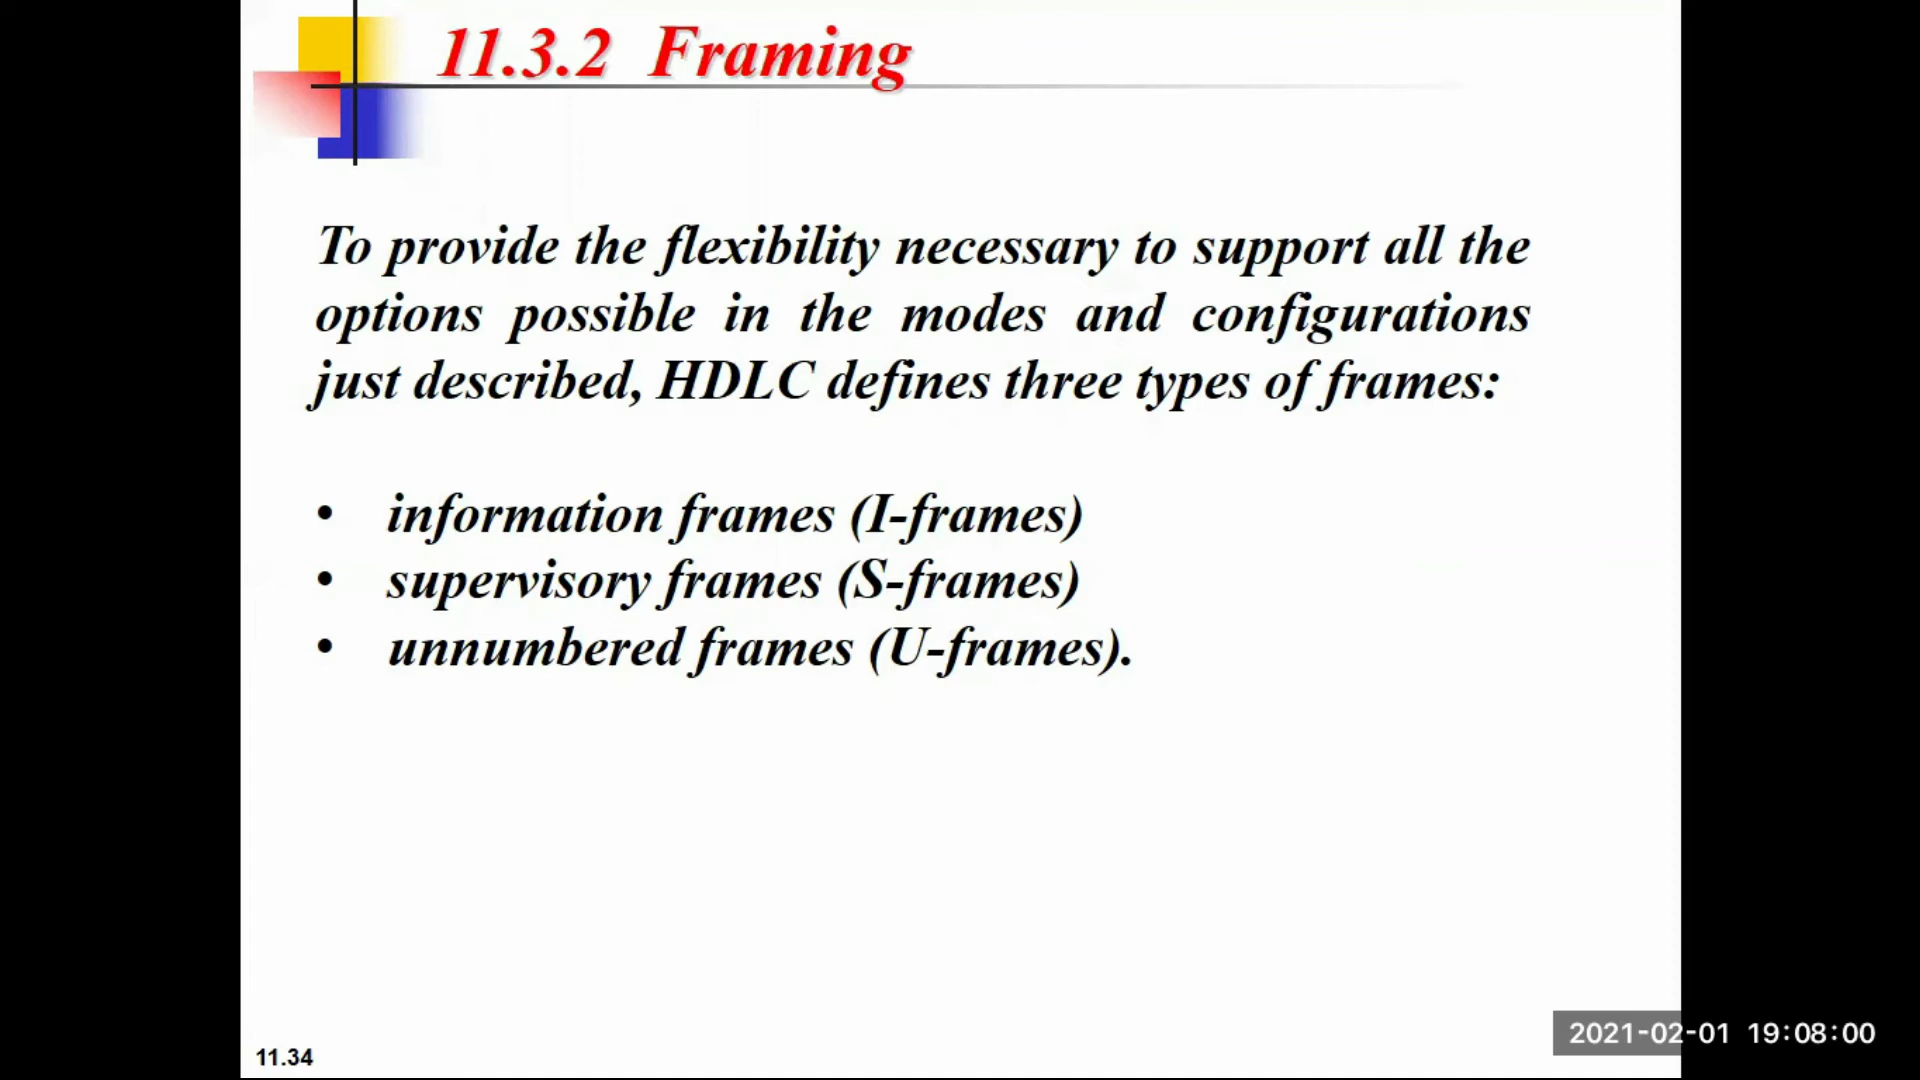 11.3.2 Framing
To provide the flexibility necessary to support all the
options possible in the modes and configurations
just described, HDLC defines three types of frames:
• information frames (I-frames)
• supervisory frames (S-frames)
• unnumbered frames (U-frames).
11.34
2021-02-01 19:08:00